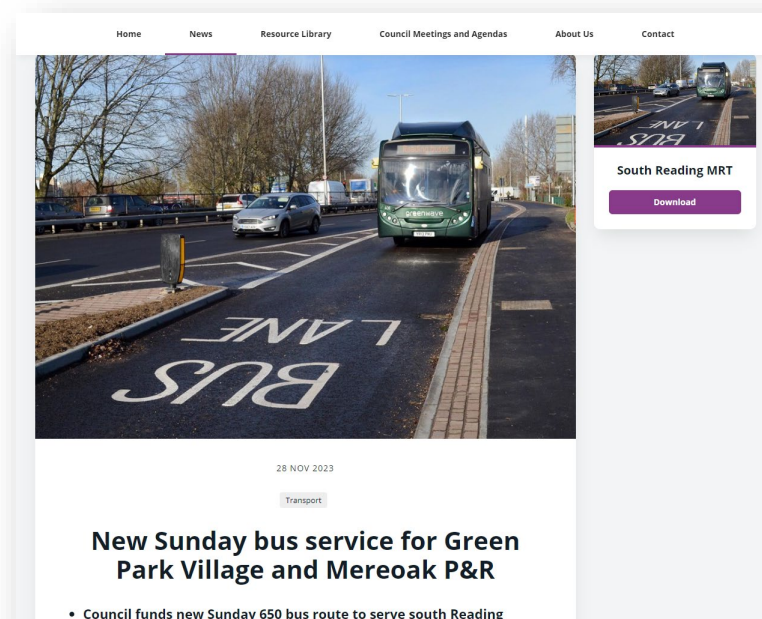 Home News Resource Library Council Meetings and Agendas About Us Contact
greenwave
BUS
LANE
South Reading MRT
Download
28 NOV 2023
Transport
New Sunday bus service for Green
Park Village and Mereoak P&R
• Council funds new Sunday 650 bus route to serve south Reading